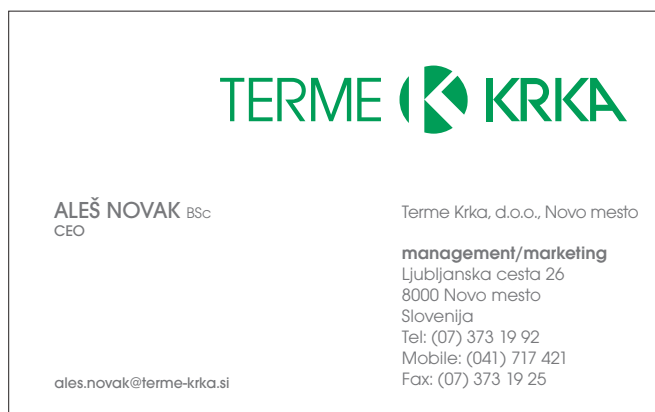 TERME KRKA
ALEŠ NOVAK BSc
CEO
ales.novak@terme-krka.si
Terme Krka, d.o.o., Novo mesto
management/marketing
Ljubljanska cesta 26
8000 Novo mesto
Slovenija
Tel: (07) 373 19 92
Mobile: (041) 717 421
Fax: (07) 373 19 25